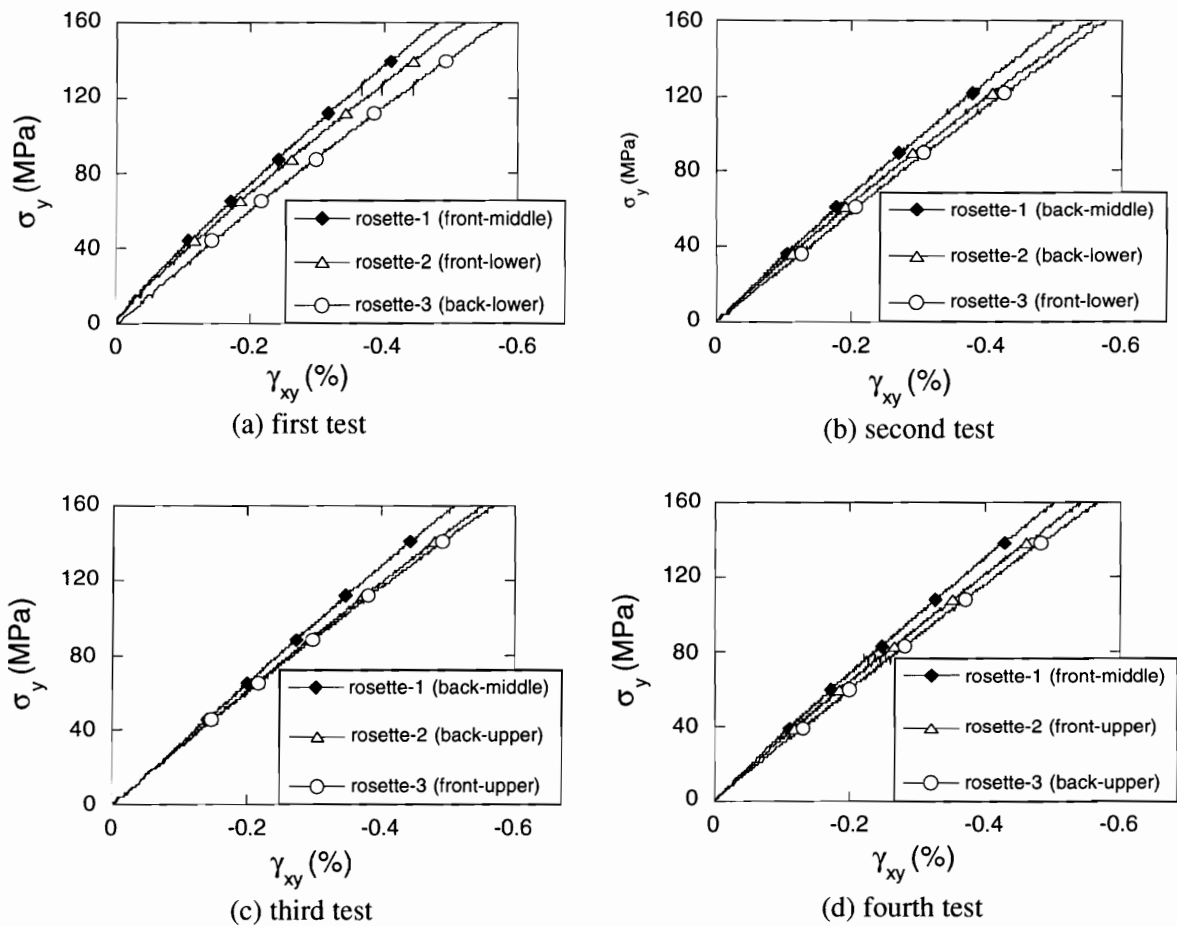 160
120
80
40
0
σy (MPa)
rosette-1 (front-middle)
rosette-2 (front-lower)
rosette-3 (back-lower)
0 -0.2 -0.4 -0.6
γxy (%)
(a) first test
160
120
80
40
0
σy (MPa)
rosette-1 (back-middle)
rosette-2 (back-lower)
rosette-3 (front-lower)
0 -0.2 -0.4 -0.6
γxy (%)
(b) second test
160
120
80
40
0
σy (MPa)
rosette-1 (back-middle)
rosette-2 (back-upper)
rosette-3 (front-upper)
0 -0.2 -0.4 -0.6
γxy (%)
(c) third test
160
120
80
40
0
σy (MPa)
rosette-1 (front-middle)
rosette-2 (front-upper)
rosette-3 (back-upper)
0 -0.2 -0.4 -0.6
γxy (%)
(d) fourth test